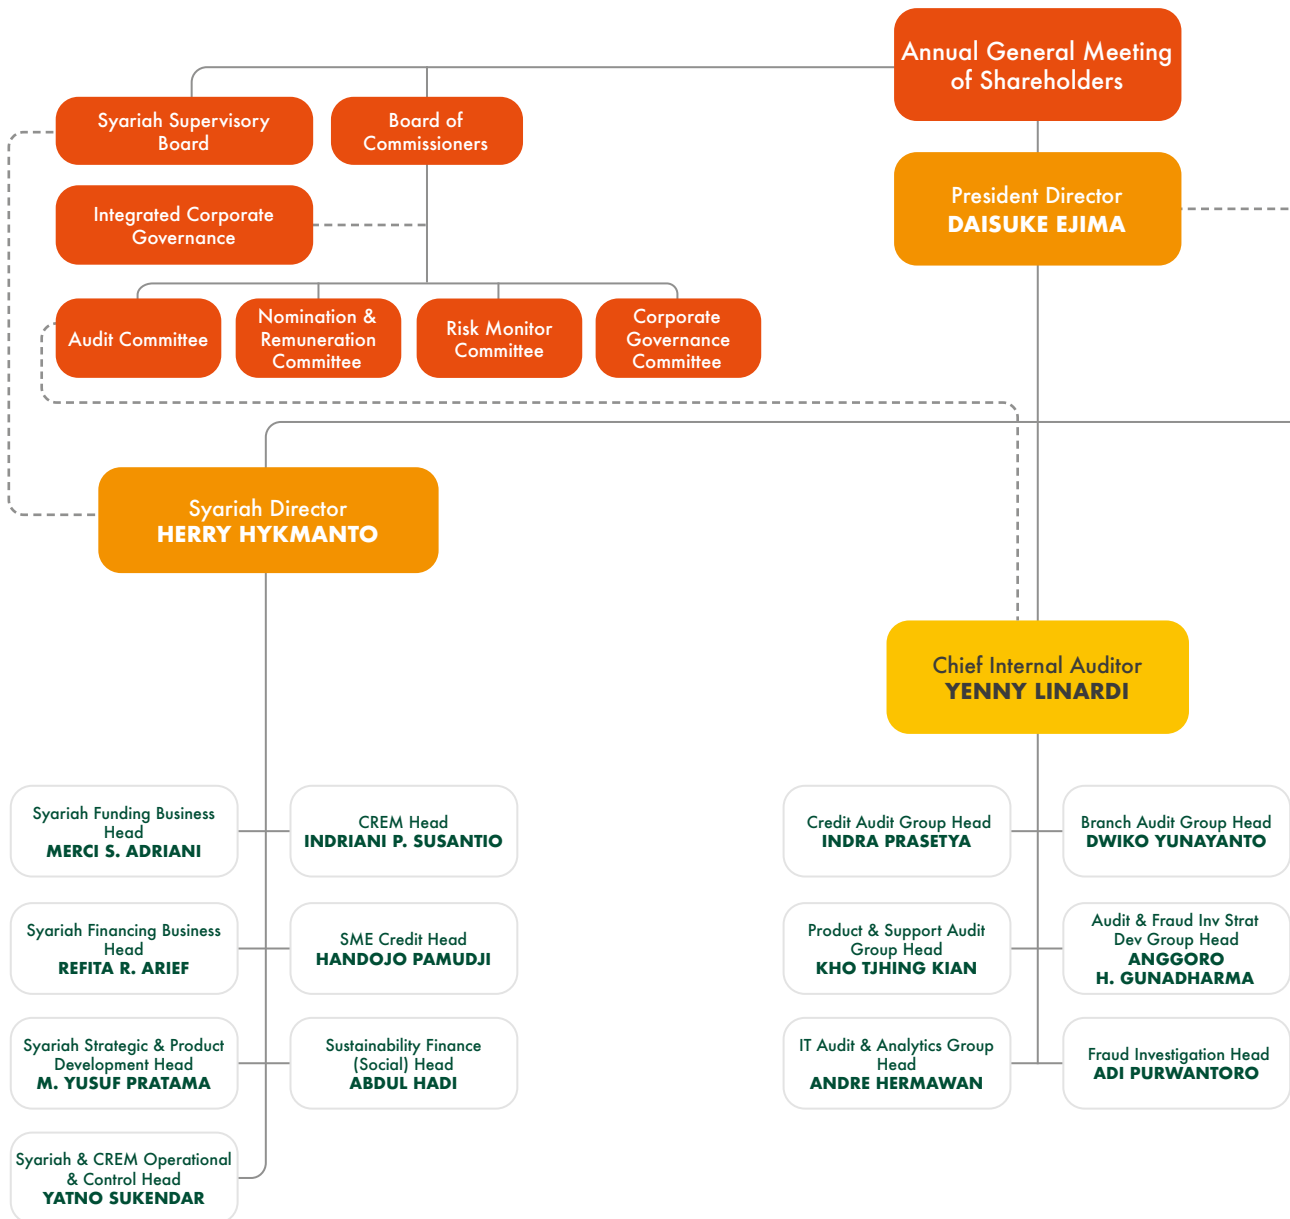 Annual General Meeting
of Shareholders
Syariah Supervisory
Board
Board of
Commissioners
President Director
DAISUKE EJIMA
Integrated Corporate
Governance
Audit Committee
Nomination &
Remuneration
Committee
Risk Monitor
Committee
Corporate
Governance
Committee
Syariah Director
HERRY HYKMANTO
Chief Internal Auditor
YENNY LINARDI
Syariah Funding Business
Head
MERCI S. ADRIANI
CREM Head
INDRIANI P. SUSANTIO
Credit Audit Group Head
INDRA PRASETYA
Branch Audit Group Head
DWIKO YUNAYANTO
Syariah Financing Business
Head
REFITA R. ARIEF
SME Credit Head
HANDOJO PAMUDJI
Product & Support Audit
Group Head
KHO TJHING KIAN
Audit & Fraud Inv Strat
Dev Group Head
ANGGORO
H. GUNADHARMA
Syariah Strategic & Product
Development Head
M. YUSUF PRATAMA
Sustainability Finance
(Social) Head
ABDUL HADI
IT Audit & Analytics Group
Head
ANDRE HERMAWAN
Fraud Investigation Head
ADI PURWANTORO
Syariah & CREM Operational
& Control Head
YATNO SUKENDAR